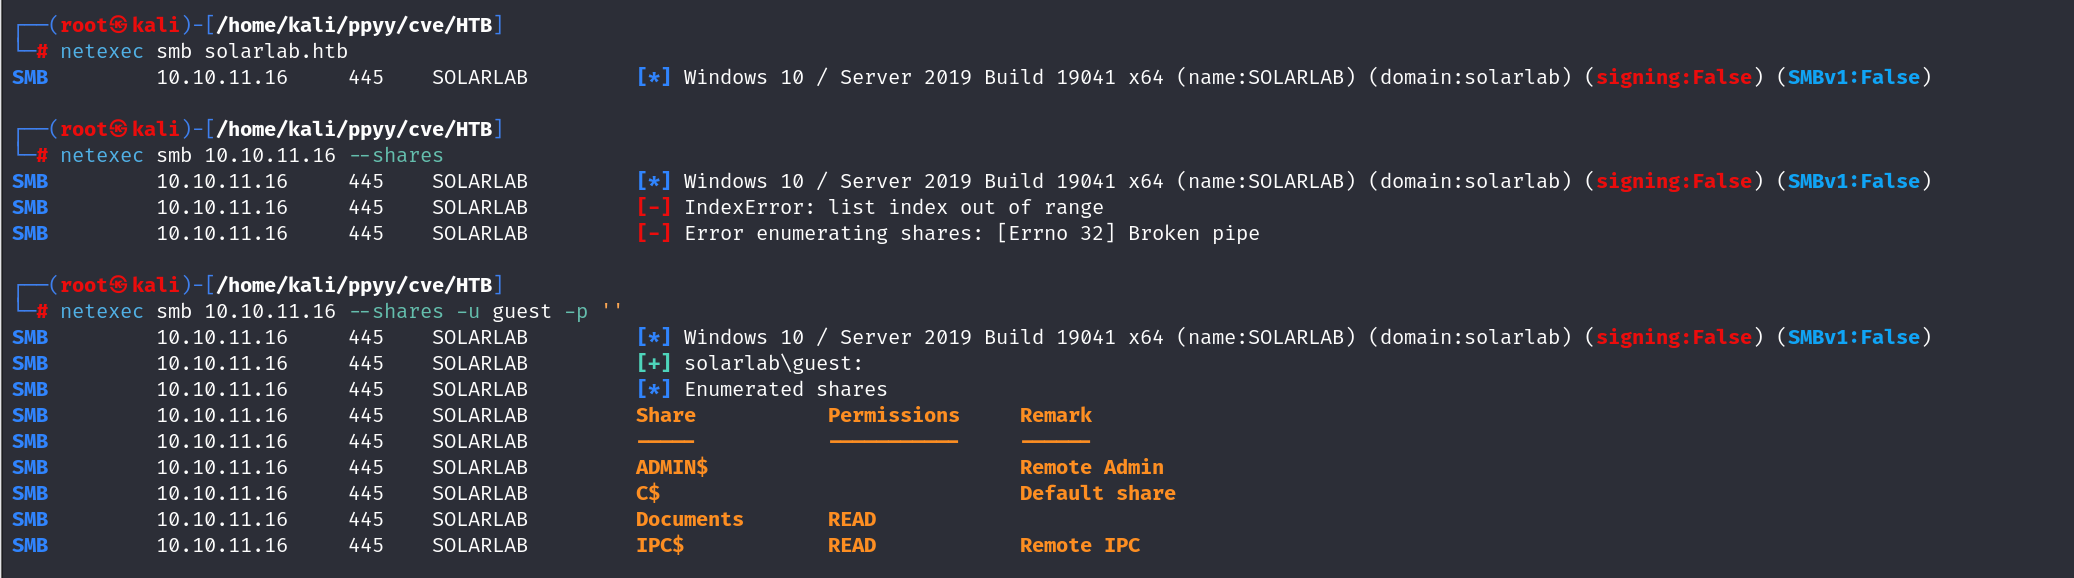 ┌──(root㉿kali)-[/home/kali/ppyy/cve/HTB]
└─# netexec smb solarlab.htb
SMB         10.10.11.16     445    SOLARLAB         [*] Windows 10 / Server 2019 Build 19041 x64 (name:SOLARLAB) (domain:solarlab) (signing:False) (SMBv1:False)
┌──(root㉿kali)-[/home/kali/ppyy/cve/HTB]
└─# netexec smb 10.10.11.16 --shares
SMB         10.10.11.16     445    SOLARLAB         [*] Windows 10 / Server 2019 Build 19041 x64 (name:SOLARLAB) (domain:solarlab) (signing:False) (SMBv1:False)
SMB         10.10.11.16     445    SOLARLAB         [-] IndexError: list index out of range
SMB         10.10.11.16     445    SOLARLAB         [-] Error enumerating shares: [Errno 32] Broken pipe
┌──(root㉿kali)-[/home/kali/ppyy/cve/HTB]
└─# netexec smb 10.10.11.16 --shares -u guest -p ''
SMB         10.10.11.16     445    SOLARLAB         [*] Windows 10 / Server 2019 Build 19041 x64 (name:SOLARLAB) (domain:solarlab) (signing:False) (SMBv1:False)
SMB         10.10.11.16     445    SOLARLAB         [+] solarlab\guest:
SMB         10.10.11.16     445    SOLARLAB         [*] Enumerated shares
SMB         10.10.11.16     445    SOLARLAB         Share           Permissions     Remark
SMB         10.10.11.16     445    SOLARLAB         -----           -----------     ------
SMB         10.10.11.16     445    SOLARLAB         ADMIN$                          Remote Admin
SMB         10.10.11.16     445    SOLARLAB         C$                              Default share
SMB         10.10.11.16     445    SOLARLAB         Documents       READ
SMB         10.10.11.16     445    SOLARLAB         IPC$            READ            Remote IPC